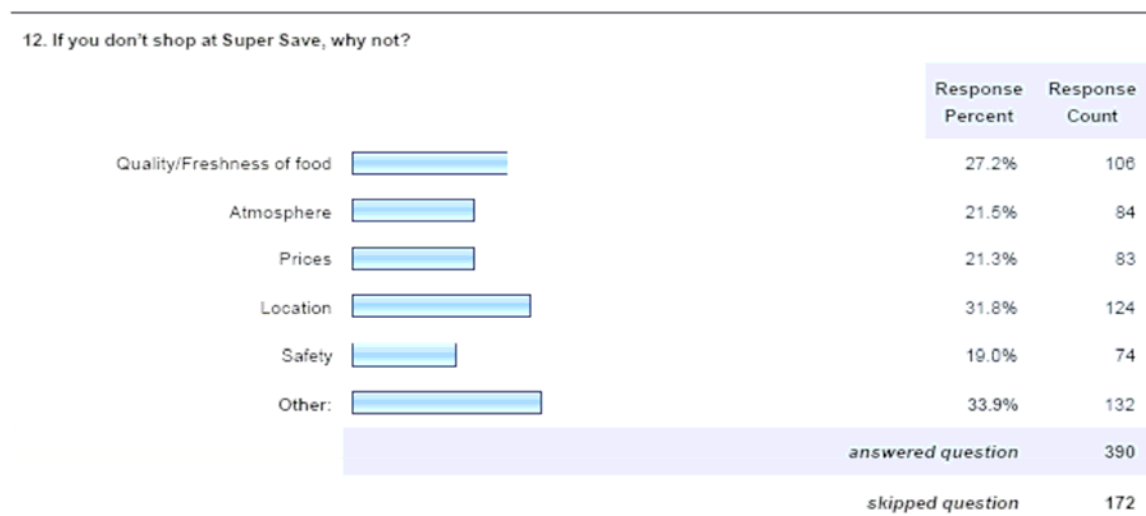 12. If you don't shop at Super Save, why not?
Response Percent Response Count
Quality/Freshness of food 27.2% 106
Atmosphere 21.5% 84
Prices 21.3% 83
Location 31.8% 124
Safety 19.0% 74
Other: 33.9% 132
answered question 390
skipped question 172